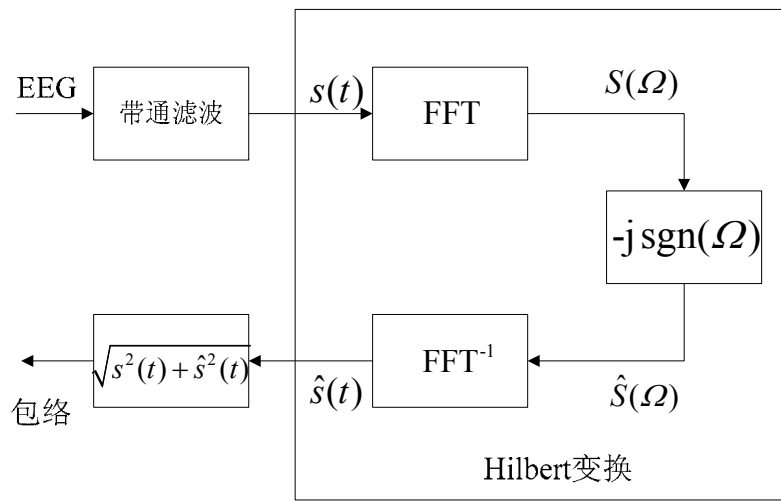 EEG
带通滤波
s(t)
FFT
S(Ω)
-j sgn(Ω)
√s²(t)+ŝ²(t)
ŝ(t)
FFT⁻¹
Ŝ(Ω)
包络
Hilbert变换